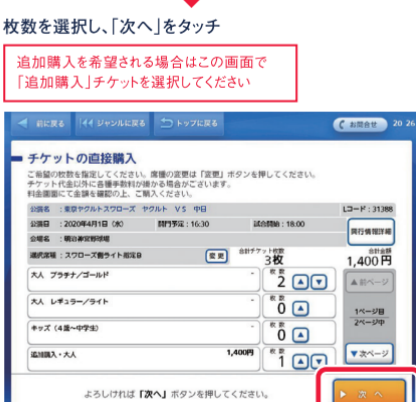 枚数を選択し、「次へ」をタッチ
追加購入を希望される場合はこの画面で
「追加購入」チケットを選択してください
前に戻る ジャンルに戻る トップに戻る お問合せ 20 26
チケットの直接購入
ご希望の枚数を指定してください。席種の変更は「変更」ボタンを押してください。
チケット代金以外に各種手数料が掛かる場合がございます。
料金画面にて金額を確認の上、ご購入ください。
公演名 : 東京ヤクルトスワローズ ヤクルト VS 中日 Lコード : 31388
公演日 : 2020年4月1日 (水) 開門予定 : 16:30 試合開始 : 18:00
会場名 : 明治神宮野球場 興行情報詳細
選択席種 : スワローズ側ライト指定B 変更 合計チケット枚数 3枚 合計金額 1,400円
大人 プラチナ/ゴールド - 枚数 2 ▲ ▼ ▲前ページ
大人 レギュラー/ライト - 枚数 0 ▲ 1ページ目
キッズ (4歳～中学生) - 枚数 0 ▲ 2ページ中
追加購入・大人 1,400円 枚数 1 ▲ ▼ ▼次ページ
よろしければ「次へ」ボタンを押してください。 次へ